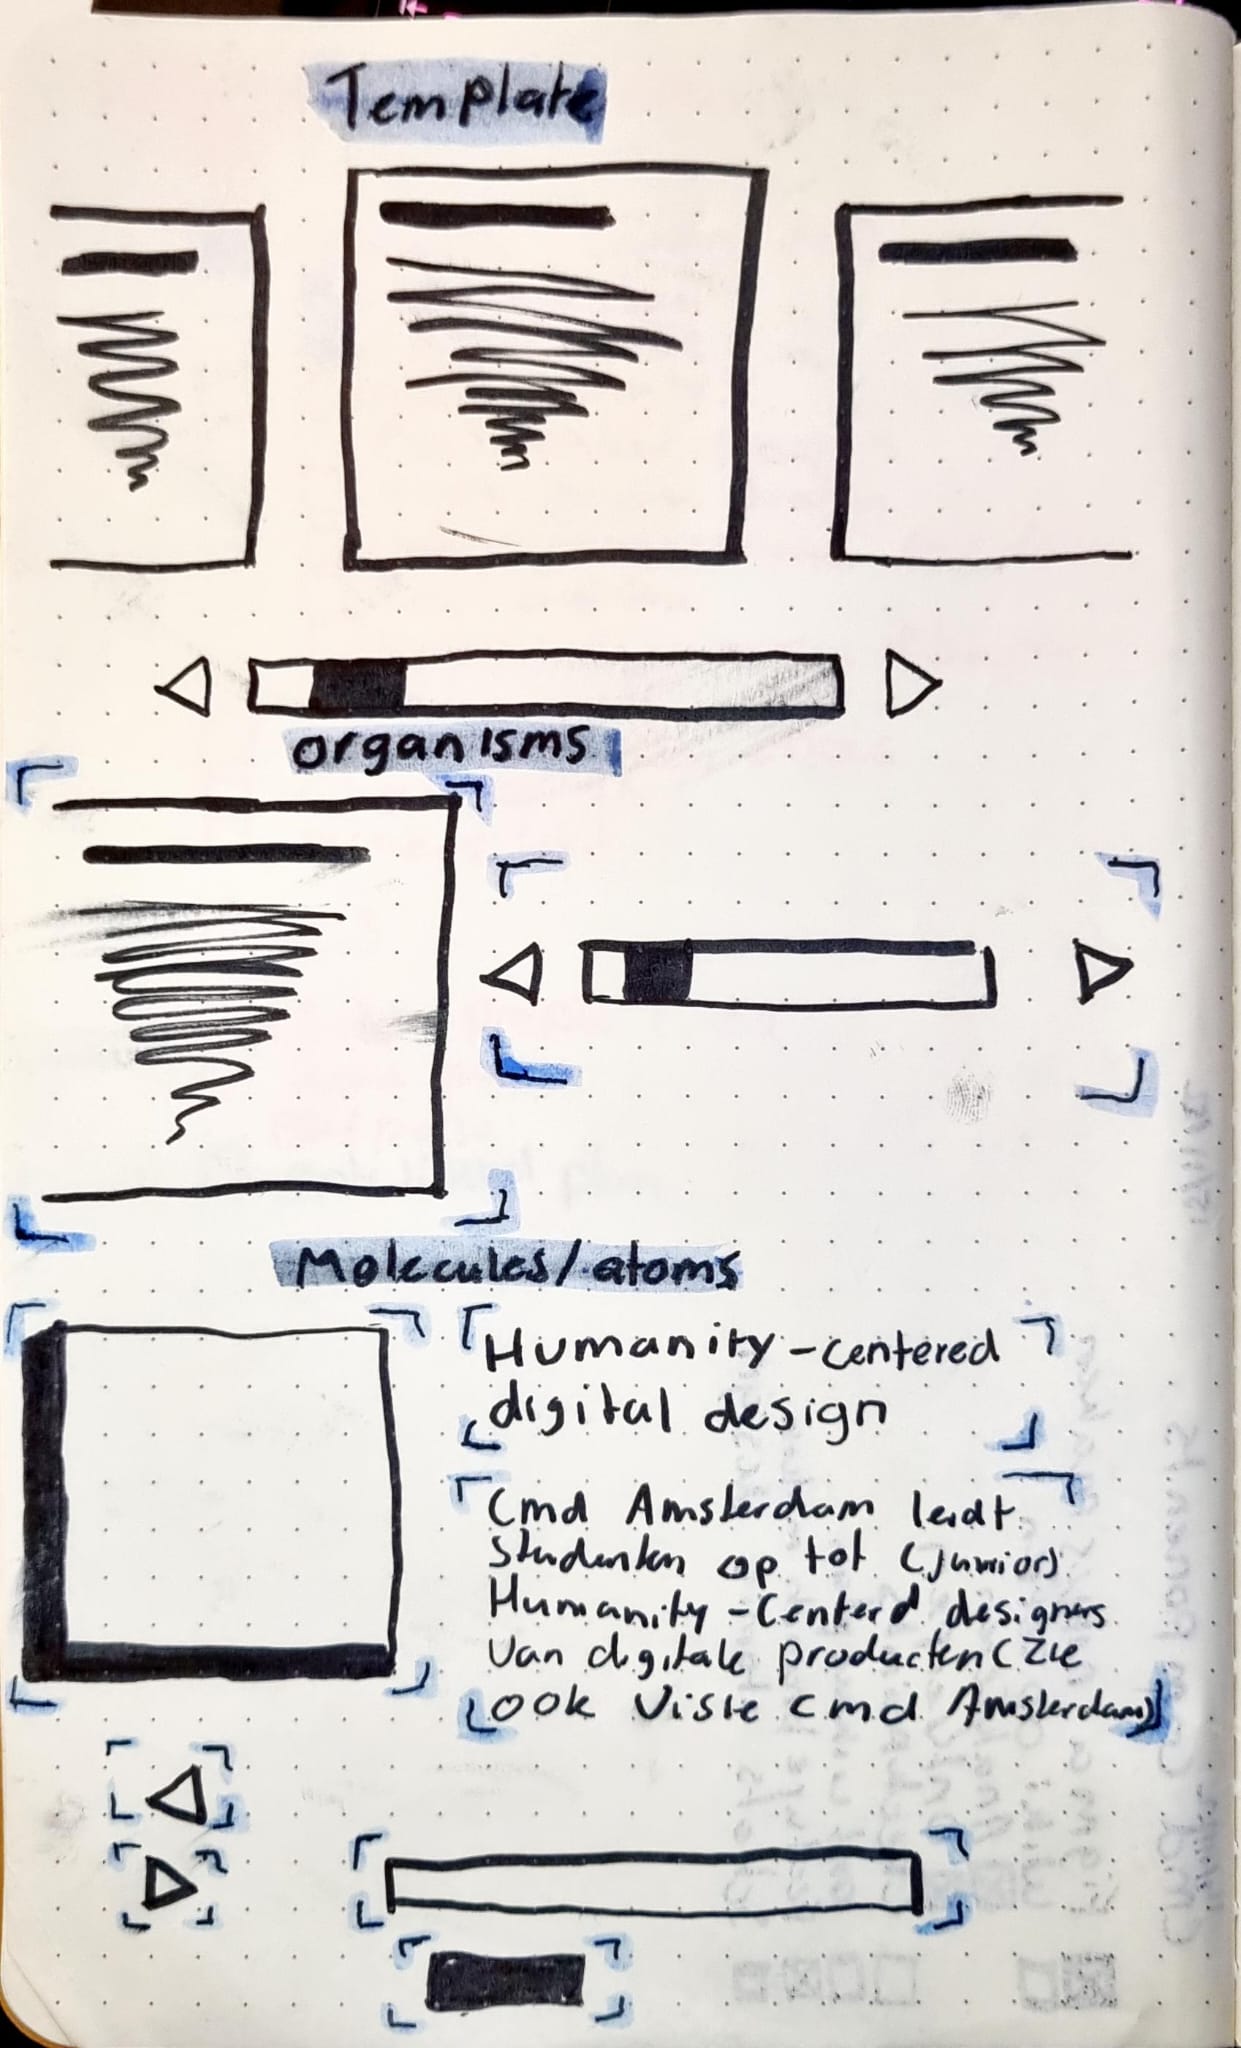 Template
organisms
Molecules/atoms
Humanity-centered
digital design
Cmd Amsterdam leidt
studenten op tot (junior)
Humanity-Centerd designers
van digitale producten (zie
ook Visie cmd Amsterdam)